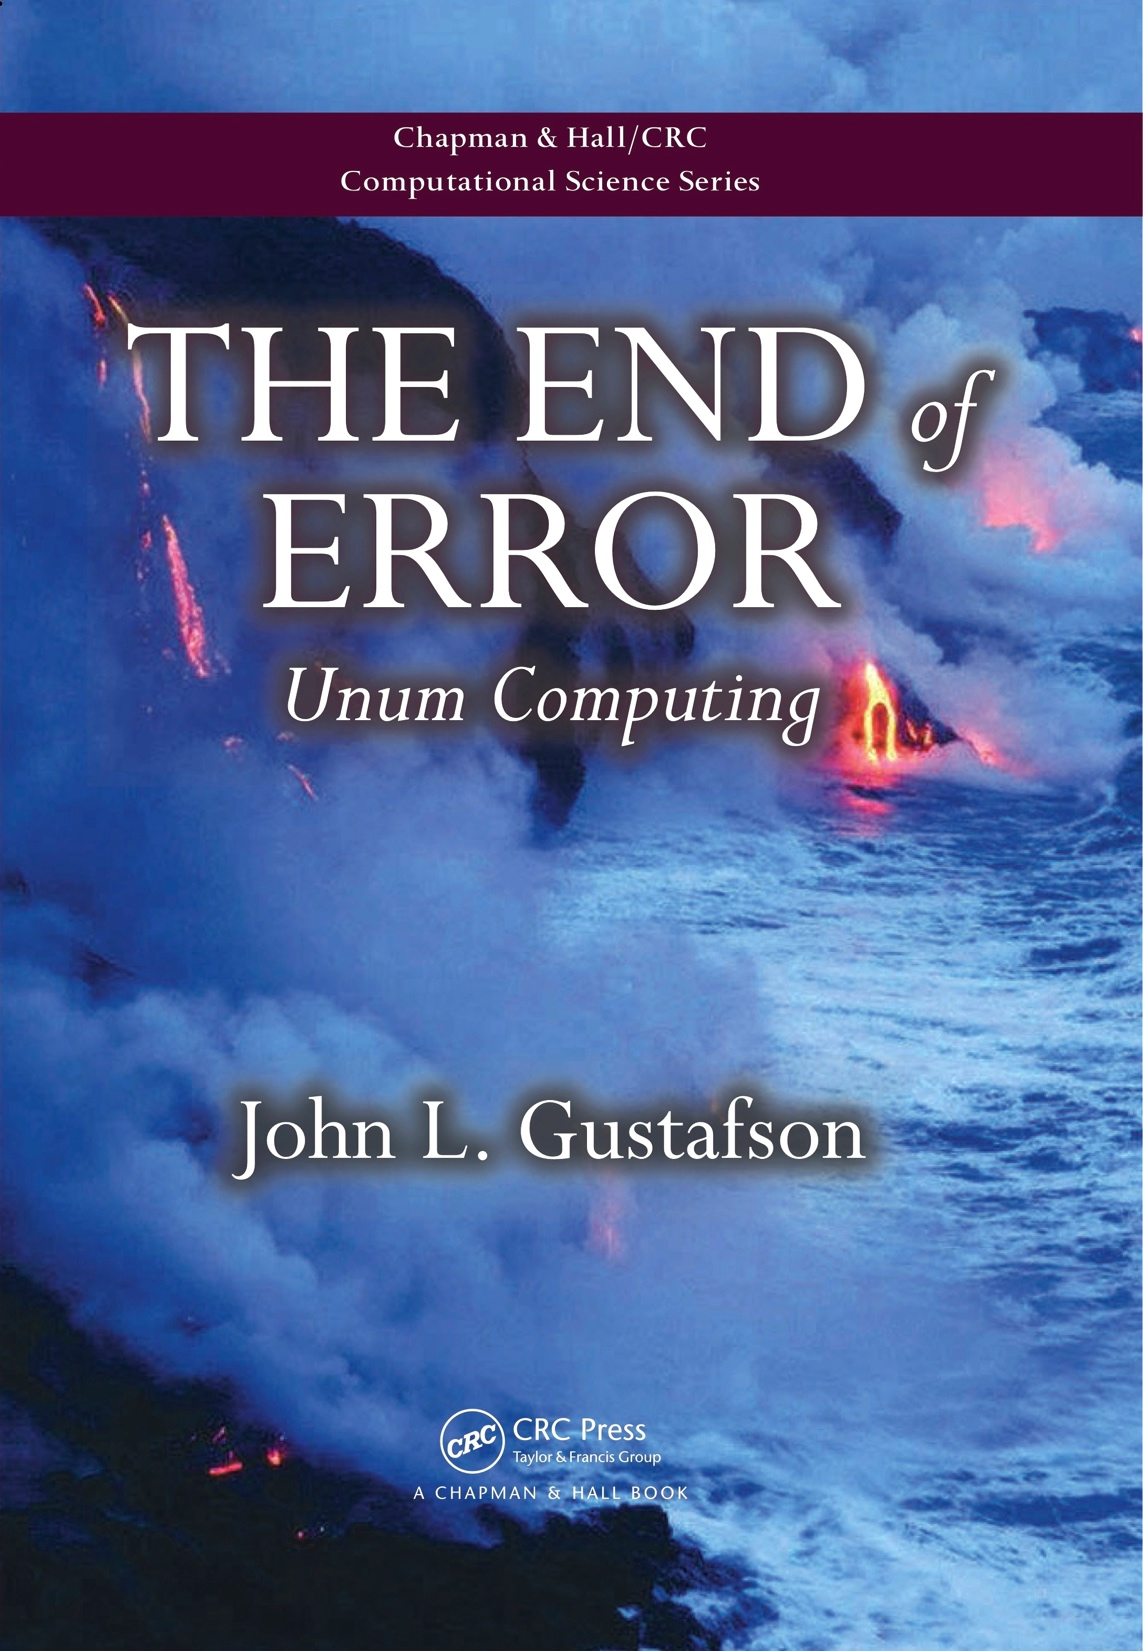 Chapman & Hall/CRC
Computational Science Series
THE END of
ERROR
Unum Computing
John L. Gustafson
CRC
CRC Press
Taylor & Francis Group
A CHAPMAN & HALL BOOK